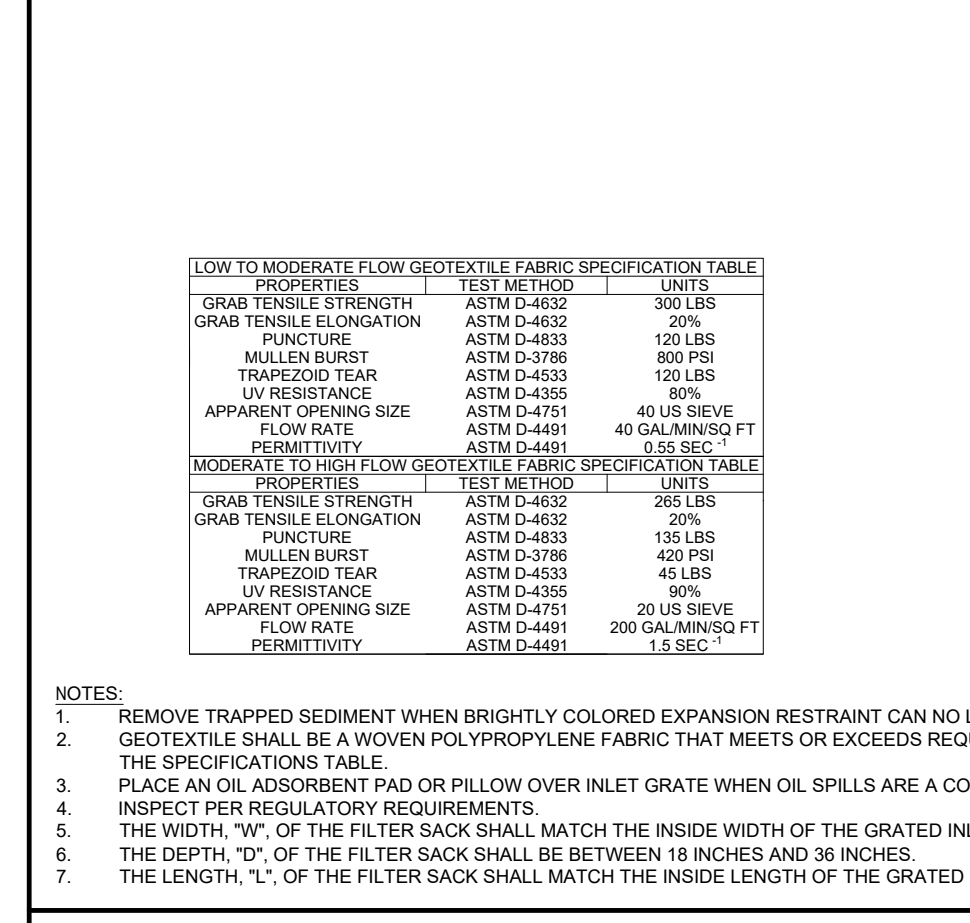 LOW TO MODERATE FLOW GEOTEXTILE FABRIC SPECIFICATION TABLE
PROPERTIES TEST METHOD UNITS
GRAB TENSILE STRENGTH ASTM D-4632 300 LBS
GRAB TENSILE ELONGATION ASTM D-4632 20%
PUNCTURE ASTM D-4833 120 LBS
MULLEN BURST ASTM D-3786 800 PSI
TRAPEZOID TEAR ASTM D-4533 120 LBS
UV RESISTANCE ASTM D-4355 80%
APPARENT OPENING SIZE ASTM D-4751 40 US SIEVE
FLOW RATE ASTM D-4491 40 GAL/MIN/SQ FT
PERMITTIVITY ASTM D-4491 0.55 SEC -1
MODERATE TO HIGH FLOW GEOTEXTILE FABRIC SPECIFICATION TABLE
PROPERTIES TEST METHOD UNITS
GRAB TENSILE STRENGTH ASTM D-4632 265 LBS
GRAB TENSILE ELONGATION ASTM D-4632 20%
PUNCTURE ASTM D-4833 135 LBS
MULLEN BURST ASTM D-3786 420 PSI
TRAPEZOID TEAR ASTM D-4533 45 LBS
UV RESISTANCE ASTM D-4355 90%
APPARENT OPENING SIZE ASTM D-4751 20 US SIEVE
FLOW RATE ASTM D-4491 200 GAL/MIN/SQ FT
PERMITTIVITY ASTM D-4491 1.5 SEC -1
NOTES:
1. REMOVE TRAPPED SEDIMENT WHEN BRIGHTLY COLORED EXPANSION RESTRAINT CAN NO
2. GEOTEXTILE SHALL BE A WOVEN POLYPROPYLENE FABRIC THAT MEETS OR EXCEEDS
THE SPECIFICATIONS TABLE.
3. PLACE AN OIL ADSORBENT PAD OR PILLOW OVER INLET GRATE WHEN OIL SPILLS ARE A
4. INSPECT PER REGULATORY REQUIREMENTS.
5. THE WIDTH, "W", OF THE FILTER SACK SHALL MATCH THE INSIDE WIDTH OF THE GRATED
6. THE DEPTH, "D", OF THE FILTER SACK SHALL BE BETWEEN 18 INCHES AND 36 INCHES.
7. THE LENGTH, "L", OF THE FILTER SACK SHALL MATCH THE INSIDE LENGTH OF THE GRATED